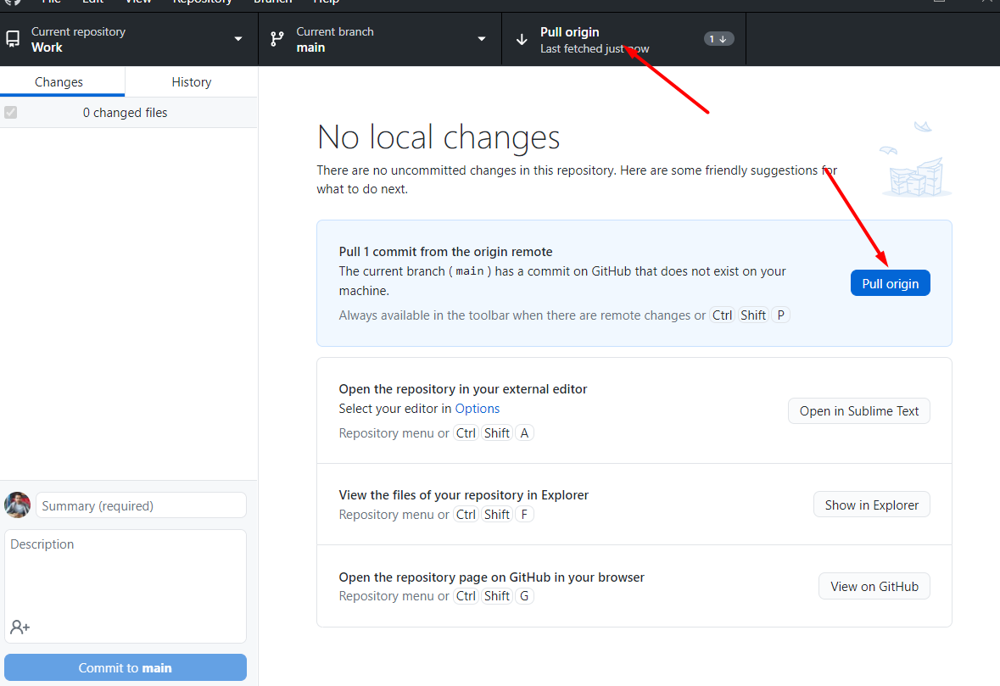 File Edit View Repository Branch Help
Current repository
Work
Current branch
main
Pull origin
Last fetched just now
1
Changes
History
0 changed files
No local changes
There are no uncommitted changes in this repository. Here are some friendly suggestions for
what to do next.
Pull 1 commit from the origin remote
The current branch ( main ) has a commit on GitHub that does not exist on your
machine.
Always available in the toolbar when there are remote changes or Ctrl Shift P
Pull origin
Open the repository in your external editor
Select your editor in Options
Repository menu or Ctrl Shift A
Open in Sublime Text
View the files of your repository in Explorer
Repository menu or Ctrl Shift F
Show in Explorer
Open the repository page on GitHub in your browser
Repository menu or Ctrl Shift G
View on GitHub
Summary (required)
Description
Commit to main